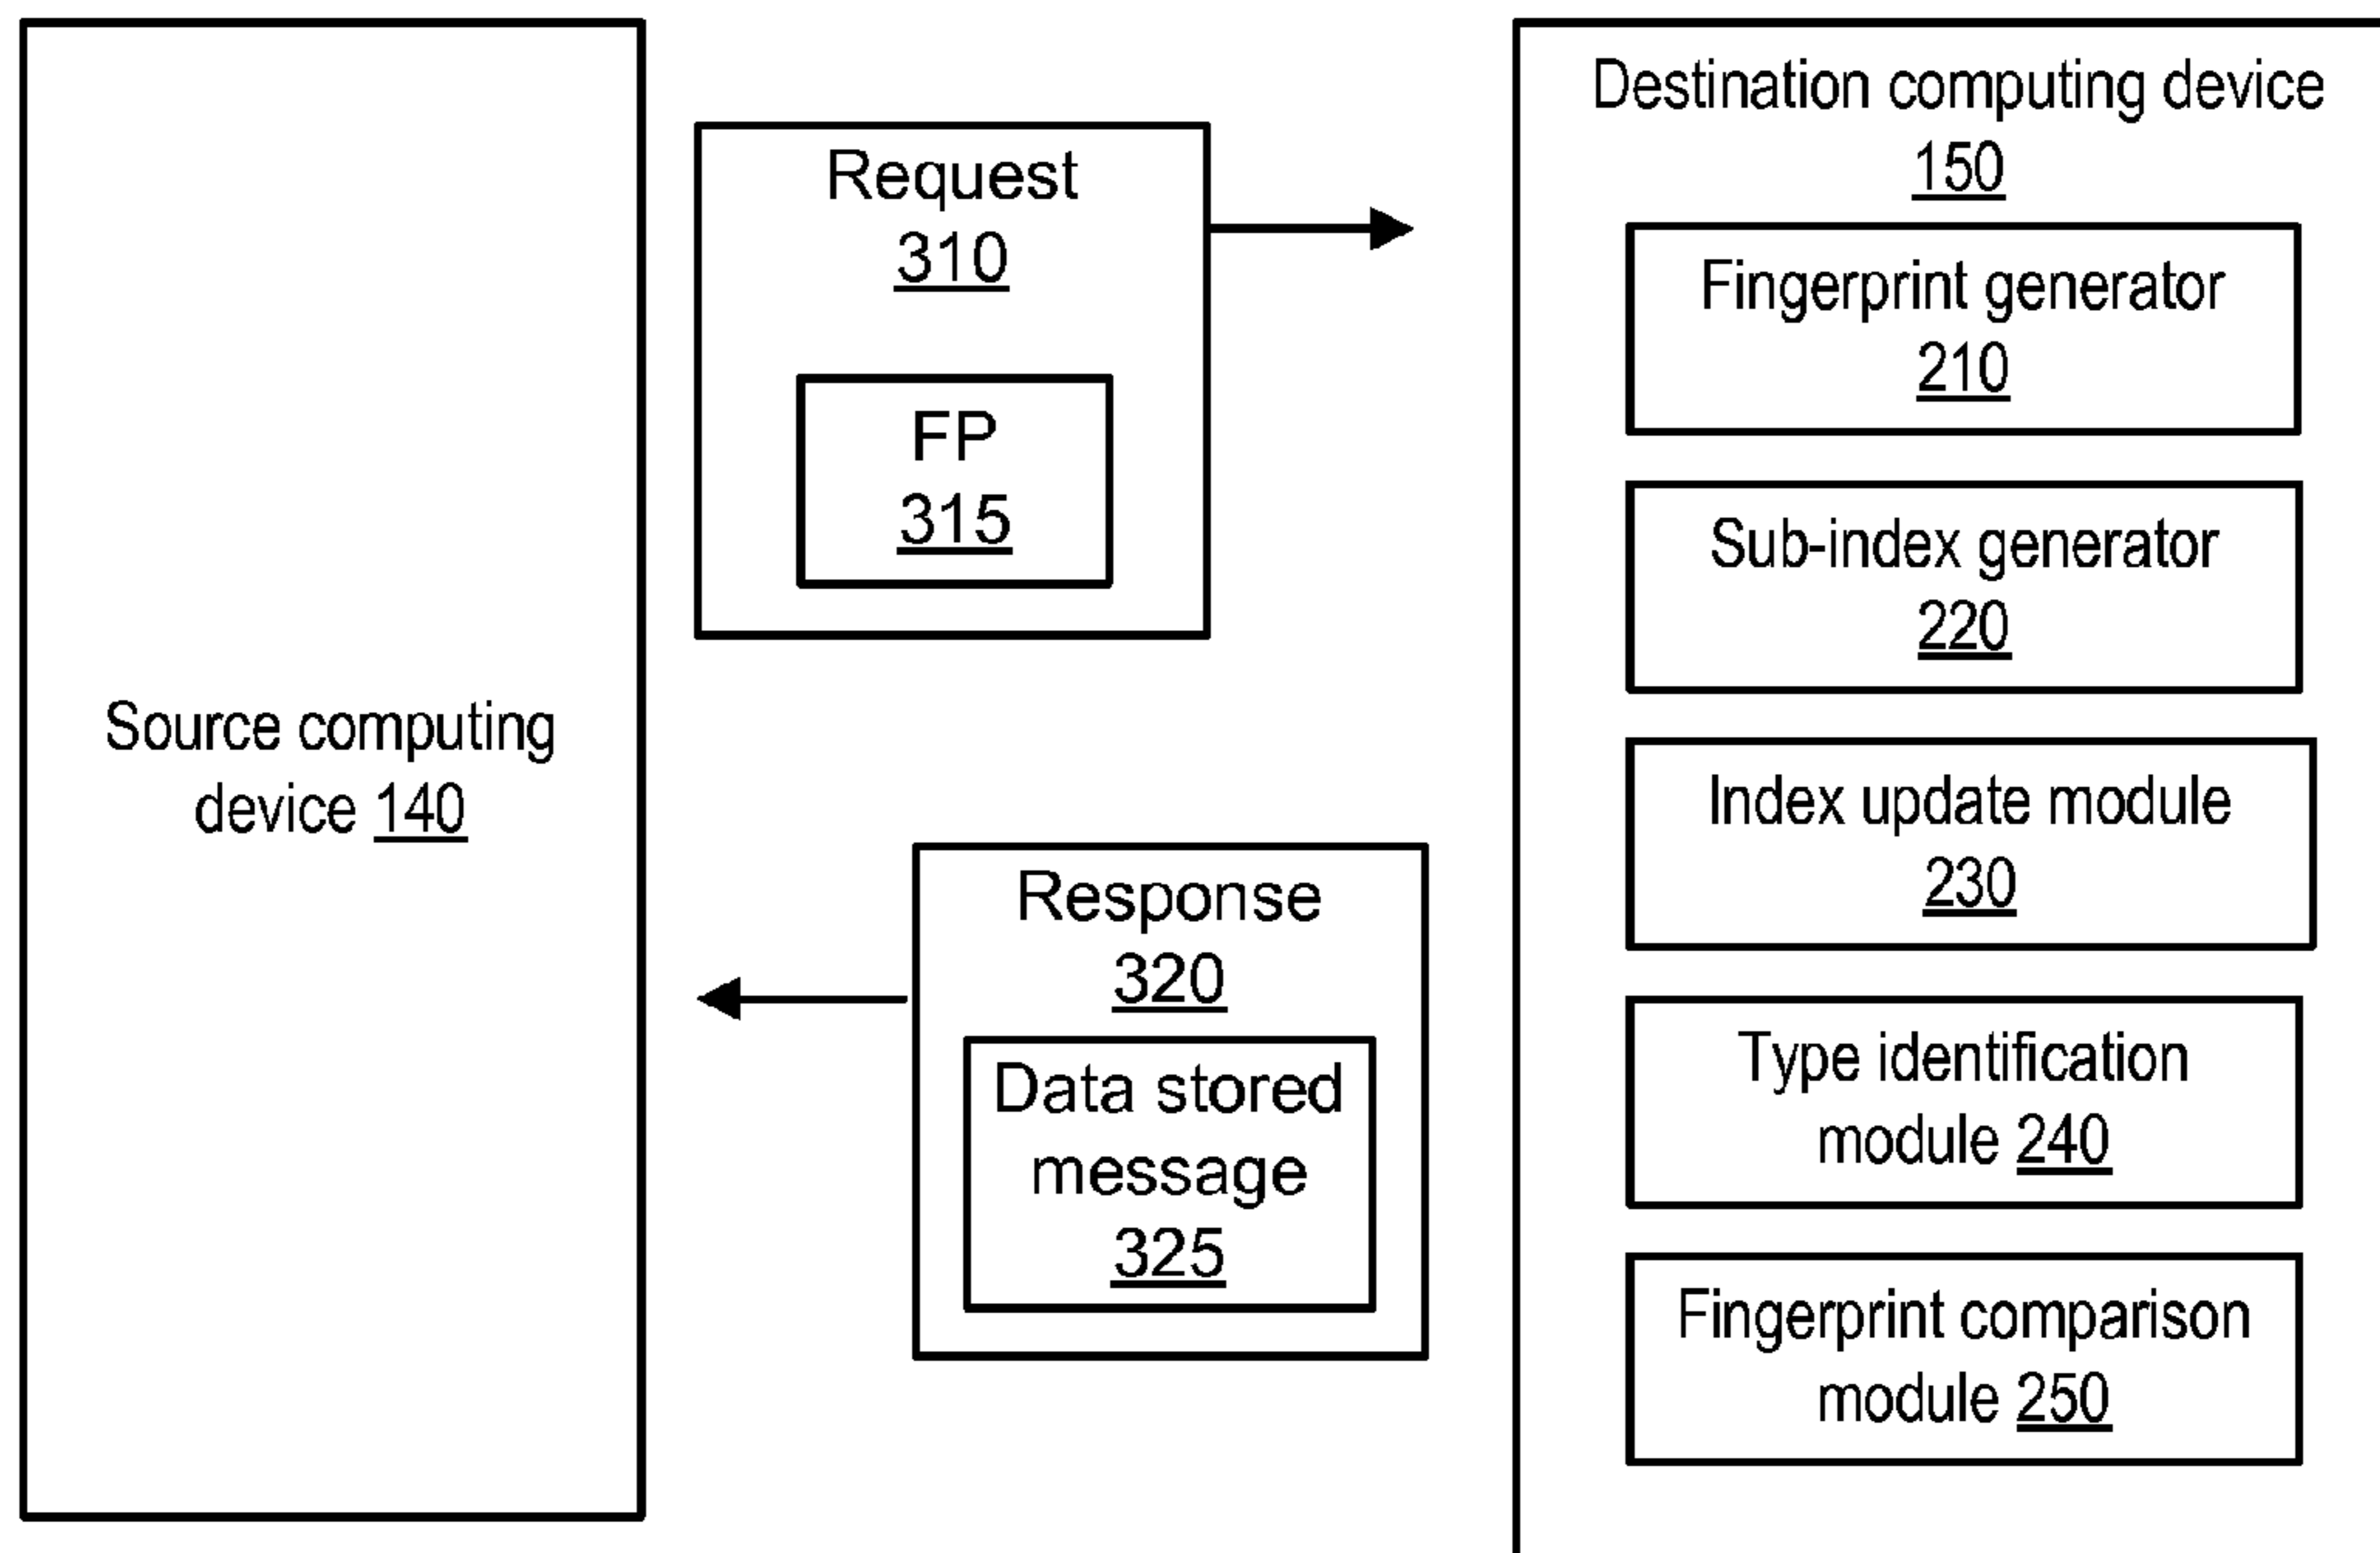 Source computing
device 140
Request
310
FP
315
Response
320
Data stored
message
325
Destination computing device
150
Fingerprint generator
210
Sub-index generator
220
Index update module
230
Type identification
module 240
Fingerprint comparison
module 250